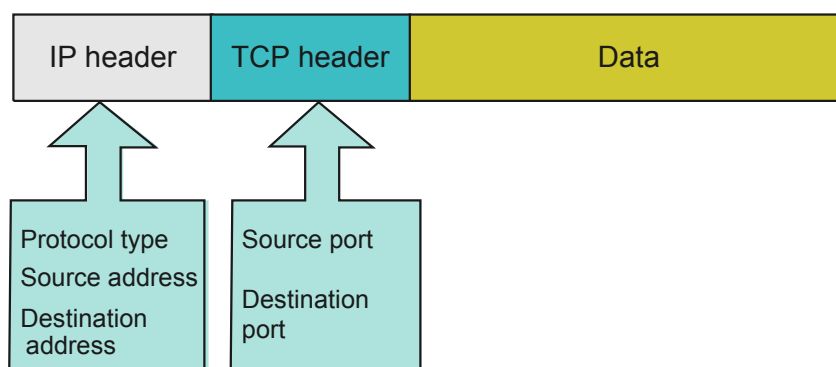 IP header
TCP header
Data
Protocol type
Source address
Destination
address
Source port
Destination
port